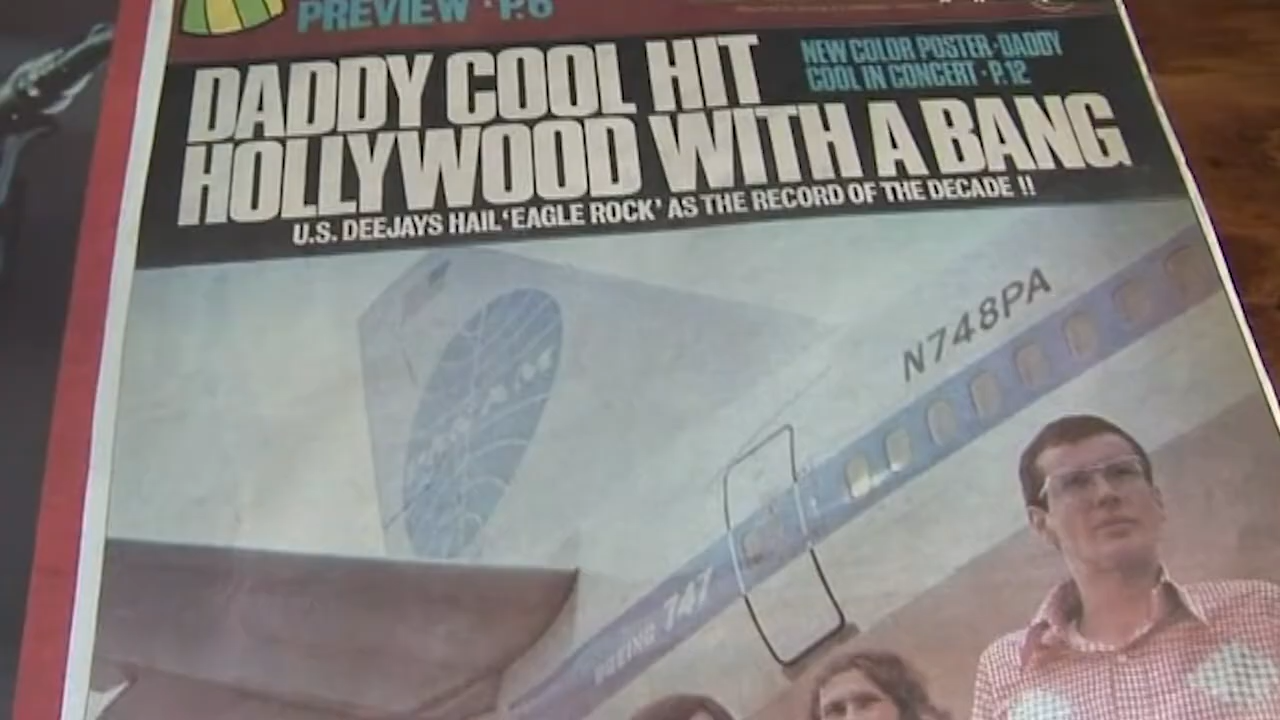 PREVIEW · P.6
DADDY COOL HIT
HOLLYWOOD WITH A BANG
NEW COLOR POSTER·DADDY
COOL IN CONCERT·P.12
U.S. DEEJAYS HAIL 'EAGLE ROCK' AS THE RECORD OF THE DECADE !!
N748PA
BOEING 747